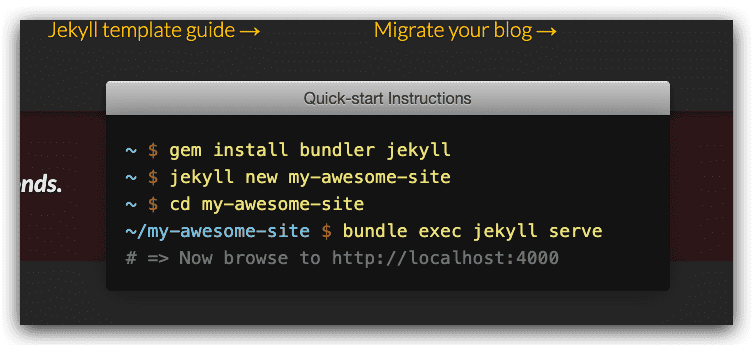 Jekyll template guide → Migrate your blog →
Quick-start Instructions
~ $ gem install bundler jekyll
~ $ jekyll new my-awesome-site
nds.
~ $ cd my-awesome-site
~/my-awesome-site $ bundle exec jekyll serve
# => Now browse to http://localhost:4000